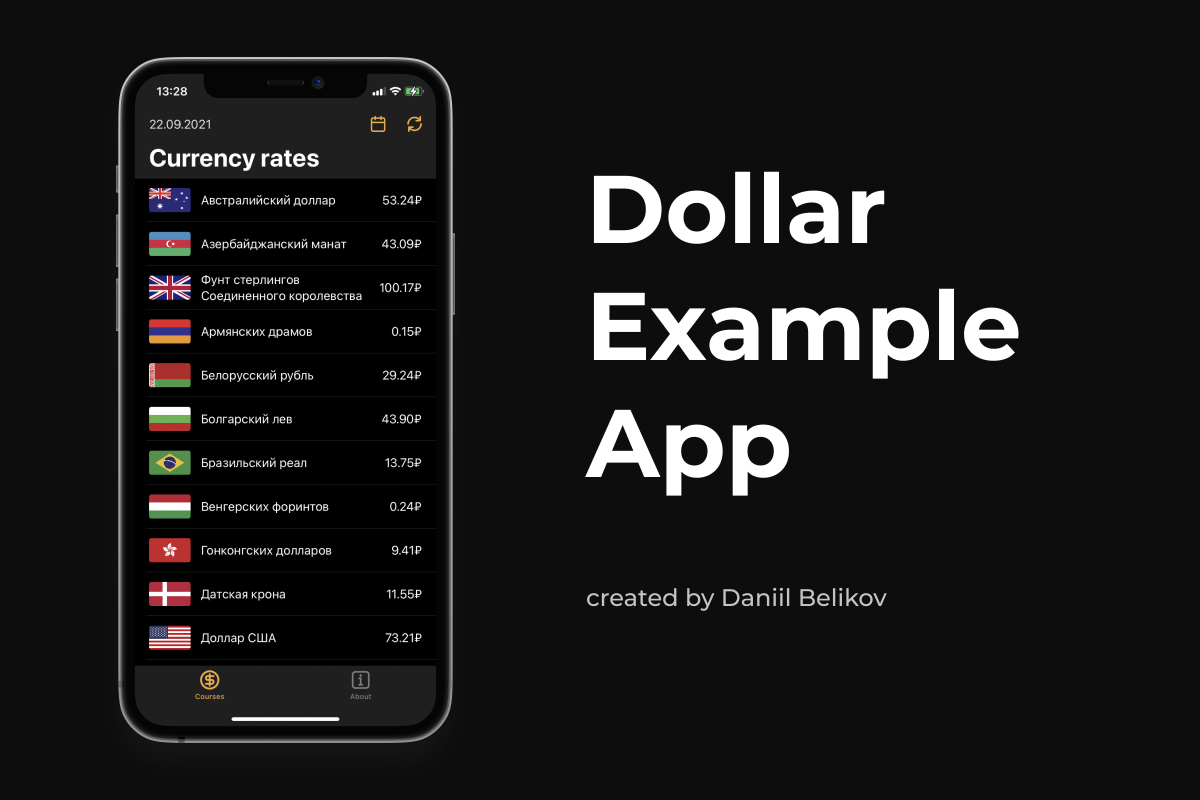 13:28
22.09.2021
Currency rates
Австралийский доллар 53.24₽
Азербайджанский манат 43.09₽
Фунт стерлингов
Соединенного королевства 100.17₽
Армянских драмов 0.15₽
Белорусский рубль 29.24₽
Болгарский лев 43.90₽
Бразильский реал 13.75₽
Венгерских форинтов 0.24₽
Гонконгских долларов 9.41₽
Датская крона 11.55₽
Доллар США 73.21₽
Courses About
Dollar
Example
App
created by Daniil Belikov